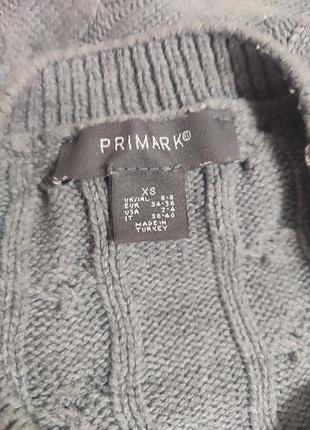 PRIMARK®
XS
UK/IRL 6-8
EUR 34-36
USA 2-4
IT 38-40
MADE IN
TURKEY